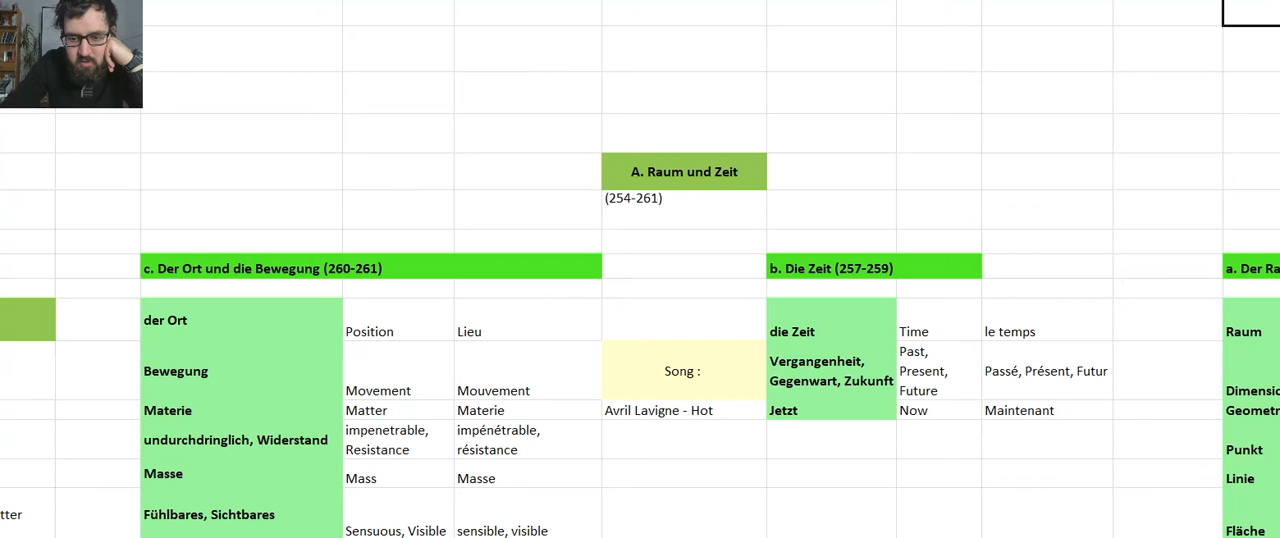 A. Raum und Zeit
(254-261)
c. Der Ort und die Bewegung (260-261)
b. Die Zeit (257-259)
a. Der Ra
der Ort
Position
Lieu
die Zeit
Time
le temps
Raum
Bewegung
Movement
Mouvement
Song :
Vergangenheit,
Gegenwart, Zukunft
Past,
Present,
Future
Passé, Présent, Futur
Dimensio
Materie
Matter
Materie
Avril Lavigne - Hot
Jetzt
Now
Maintenant
Geomet
undurchdringlich, Widerstand
impenetrable,
Resistance
impénétrable,
résistance
Punkt
Masse
Mass
Masse
Linie
tter
Fühlbares, Sichtbares
Sensuous, Visible
sensible, visible
Fläche